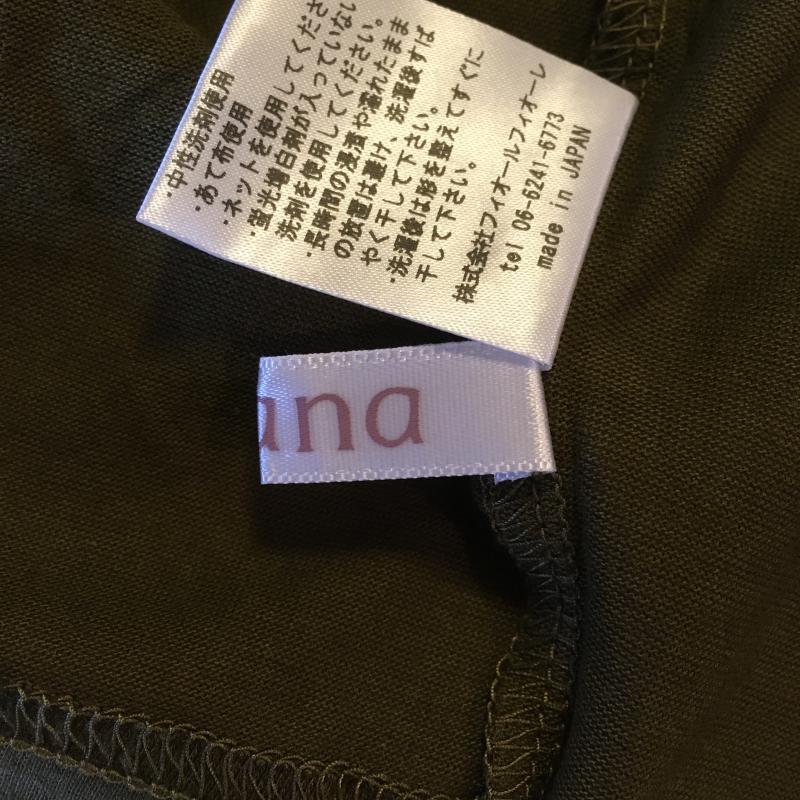 ・中性洗剤使用
・あて布使用
・ネットを使用してくださ
・蛍光増白剤が入っていない
洗剤を使用してください。
・長時間の浸漬や濡れたまま
の放置は避け、洗濯後すば
やく干して下さい。
・洗濯後は形を整えてすぐに
干して下さい。
株式会社フィオールフィオーレ
tel 06-6241-6773
made in JAPAN
una